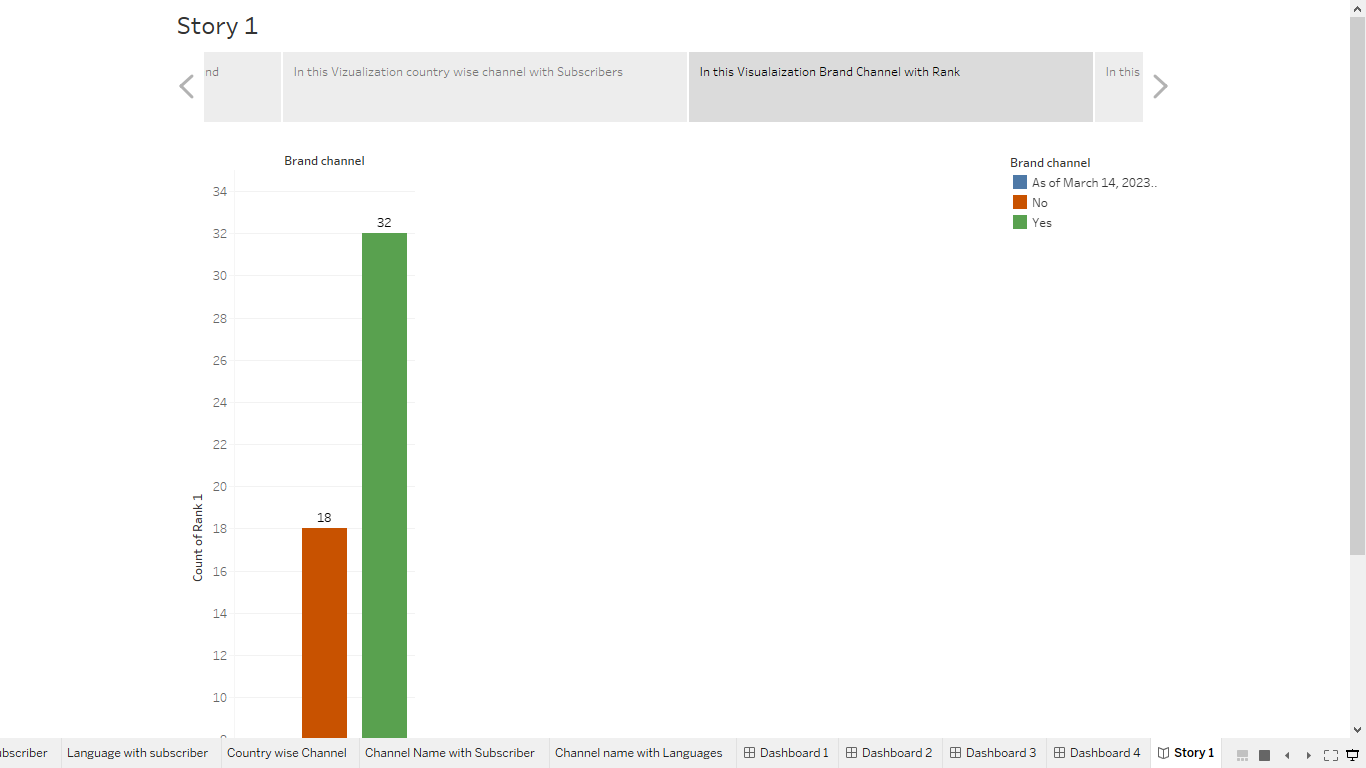 Story 1
nd
In this Vizualization country wise channel with Subscribers
In this Visualaization Brand Channel with Rank
In this
Brand channel
34
32
30
28
26
24
22
20
18
16
14
12
10
Count of Rank 1
32
18
Brand channel
As of March 14, 2023..
No
Yes
ubscriber
Language with subscriber
Country wise Channel
Channel Name with Subscriber
Channel name with Languages
Dashboard 1
Dashboard 2
Dashboard 3
Dashboard 4
Story 1